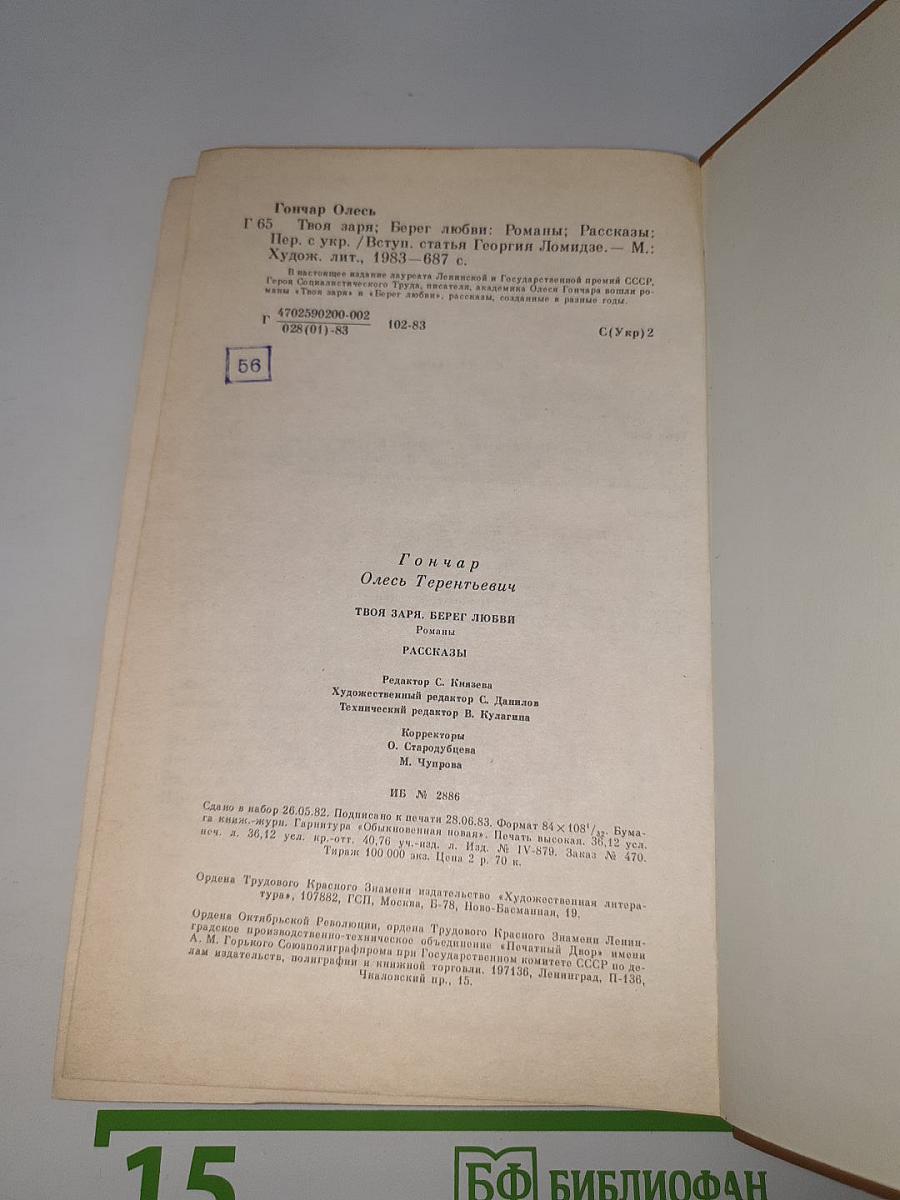 Гончар Олесь
Г 65 Твоя заря; Берег любви: Романы; Рассказы:
Пер. с укр. /Вступ. статья Георгия Ломидзе.— М.:
Худож. лит., 1983—687 с.
В настоящее издание лауреата Ленинской и Государственной премий СССР,
Героя Социалистического Труда, писателя, академика Олеся Гончара вошли ро-
маны «Твоя заря» и «Берег любви», рассказы, созданные в разные годы.
Г 4702590200-002
028(01)-83 102-83 С(Укр)2
56
Гончар
Олесь Терентьевич
ТВОЯ ЗАРЯ. БЕРЕГ ЛЮБВИ
Романы
РАССКАЗЫ
Редактор С. Князева
Художественный редактор С. Данилов
Технический редактор В. Кулагина
Корректоры
О. Стародубцева
М. Чупрова
ИБ № 2886
Сдано в набор 26.05.82. Подписано к печати 28.06.83. Формат 84×108¹/₃₂. Бума-
га книж.-журн. Гарнитура «Обыкновенная новая». Печать высокая. 36,12 усл.
печ. л. 36,12 усл. кр.-отт. 40,76 уч.-изд. л. Изд. № IV-879. Заказ № 470.
Тираж 100 000 экз. Цена 2 р. 70 к.
Ордена Трудового Красного Знамени издательство «Художественная литера-
тура», 107882, ГСП, Москва, Б-78, Ново-Басманная, 19.
Ордена Октябрьской Революции, ордена Трудового Красного Знамени Ленин-
градское производственно-техническое объединение «Печатный Двор» имени
А. М. Горького Союзполиграфпрома при Государственном комитете СССР по де-
лам издательств, полиграфии и книжной торговли. 197136, Ленинград, П-136,
Чкаловский пр., 15.
15
БФ БИБЛИОФАН